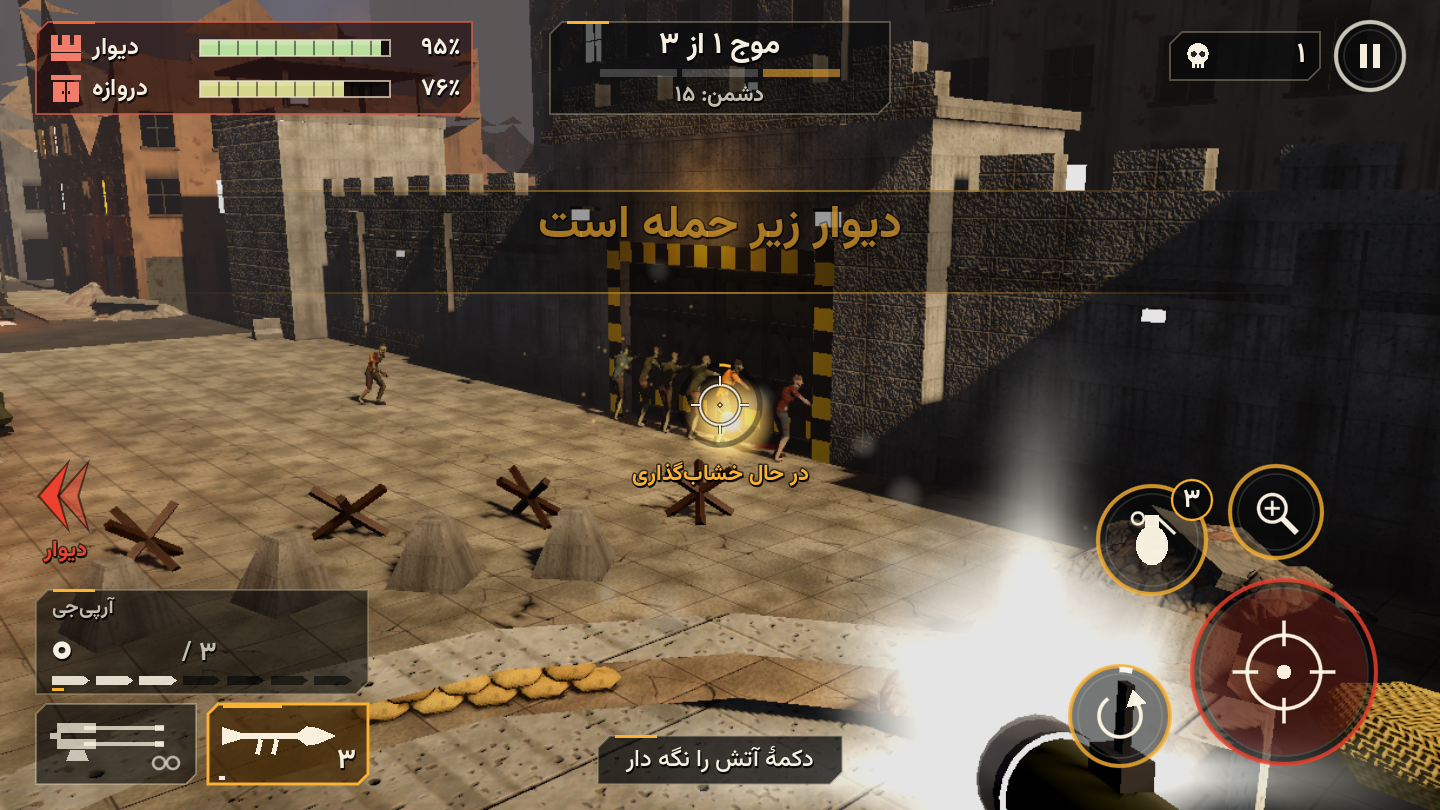 دیوار ۹۵٪
دروازه ۷۶٪
موج ۱ از ۳
دشمن: ۱۵
۱
دیوار زیر حمله است
در حال خشاب‌گذاری
دیوار
۳
آرپی‌جی
/ ۳
∞
۳
دکمهٔ آتش را نگه دار